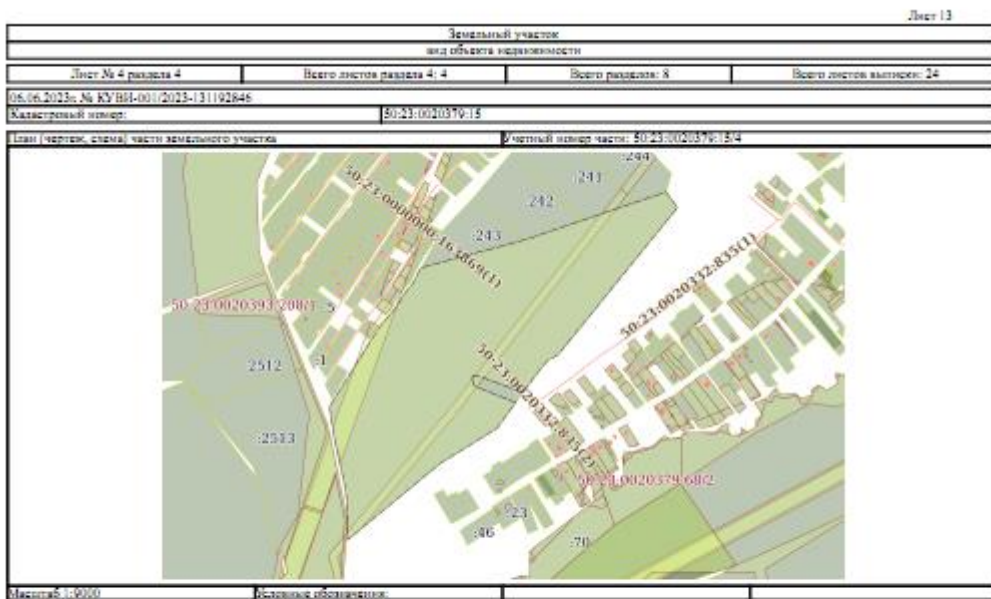 Лист 13
Земельный участок
вид объекта недвижимости
Лист № 4 раздела 4 Всего листов раздела 4: 4 Всего разделов: 8 Всего листов выписки: 24
06.06.2023г. № КУВИ-001/2023-131192846
Кадастровый номер: 50:23:0020379:15
План (чертеж, схема) части земельного участка Учетный номер части: 50:23:0020379:15/4
:244
:241
:242
:243
50:23:0000000:163869(1)
50:23:0020332:835(1)
50:23:0020393:208/1
:5
:1
2512
:2513
50:23:0020332:835(2)
50:23:0020379:68/2
:23
:46
:70
Масштаб 1:9000 Условные обозначения: